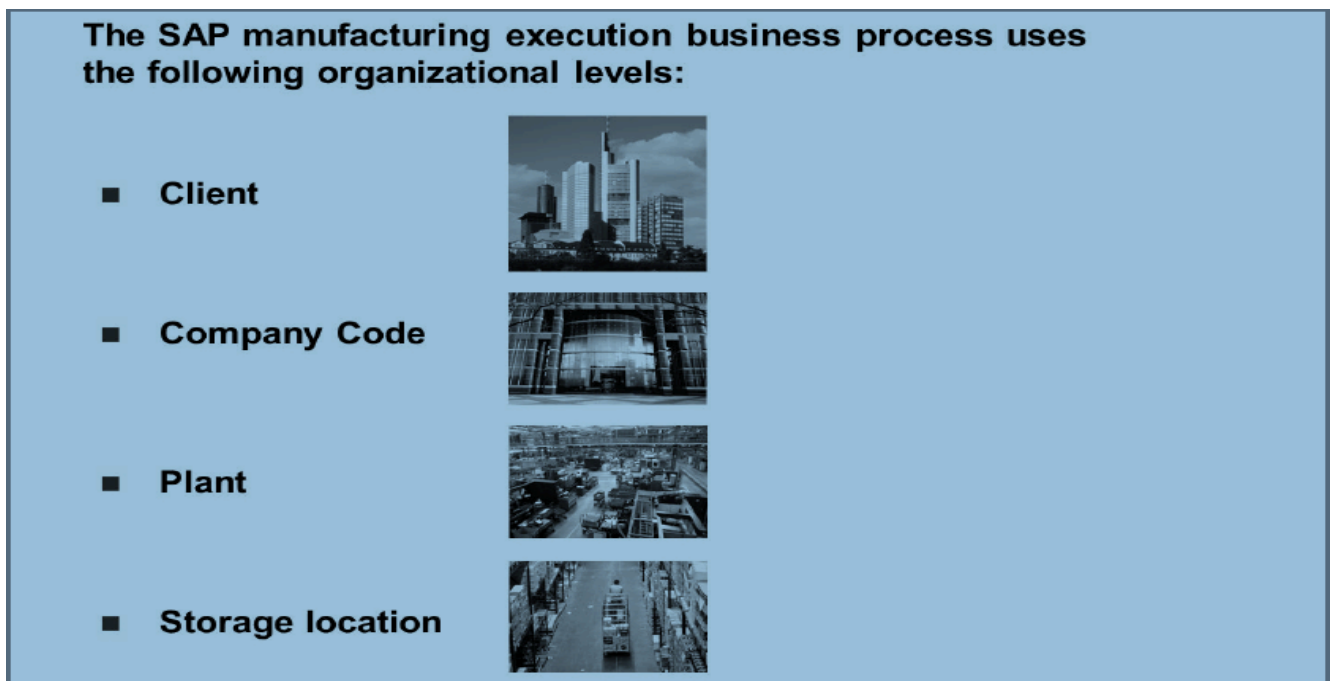 The SAP manufacturing execution business process uses
the following organizational levels:
■ Client
■ Company Code
■ Plant
■ Storage location